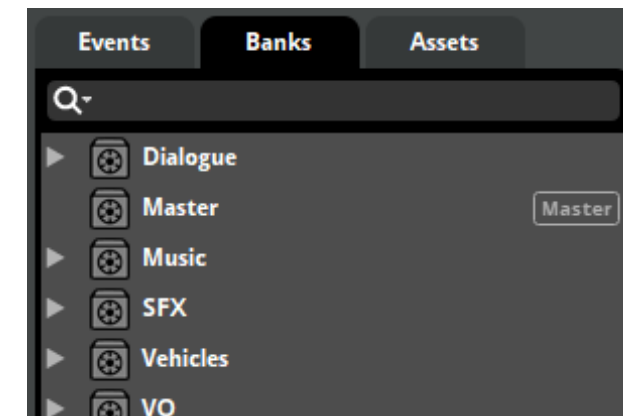 Events Banks Assets
Dialogue
Master Master
Music
SFX
Vehicles
VO